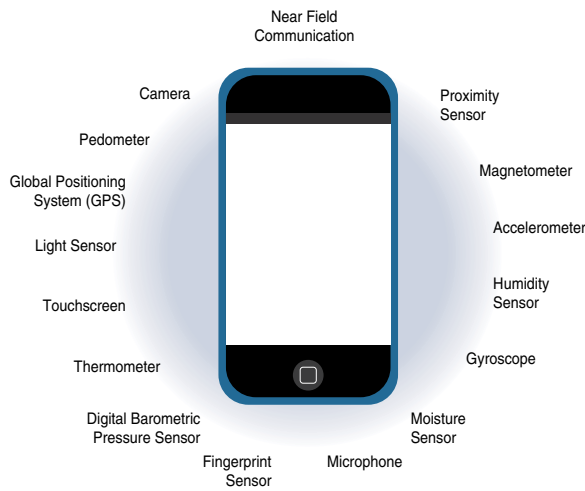 Near Field
Communication
Camera
Proximity
Sensor
Pedometer
Magnetometer
Global Positioning
System (GPS)
Accelerometer
Light Sensor
Humidity
Sensor
Touchscreen
Gyroscope
Thermometer
Digital Barometric
Pressure Sensor
Moisture
Sensor
Fingerprint
Sensor
Microphone